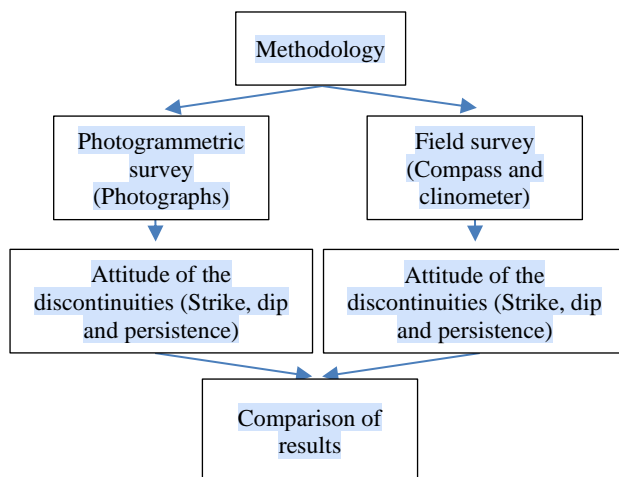 Methodology
Photogrammetric
survey
(Photographs)
Field survey
(Compass and
clinometer)
Attitude of the
discontinuities (Strike, dip
and persistence)
Attitude of the
discontinuities (Strike, dip
and persistence)
Comparison of
results